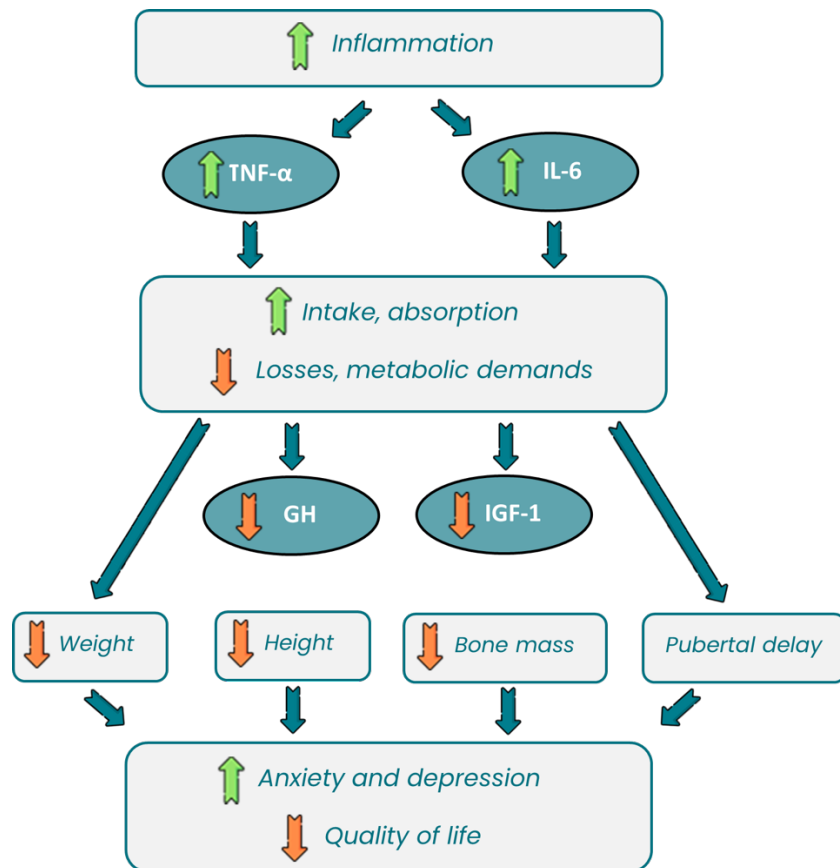 Inflammation
TNF-α
IL-6
Intake, absorption
Losses, metabolic demands
GH
IGF-1
Weight
Height
Bone mass
Pubertal delay
Anxiety and depression
Quality of life